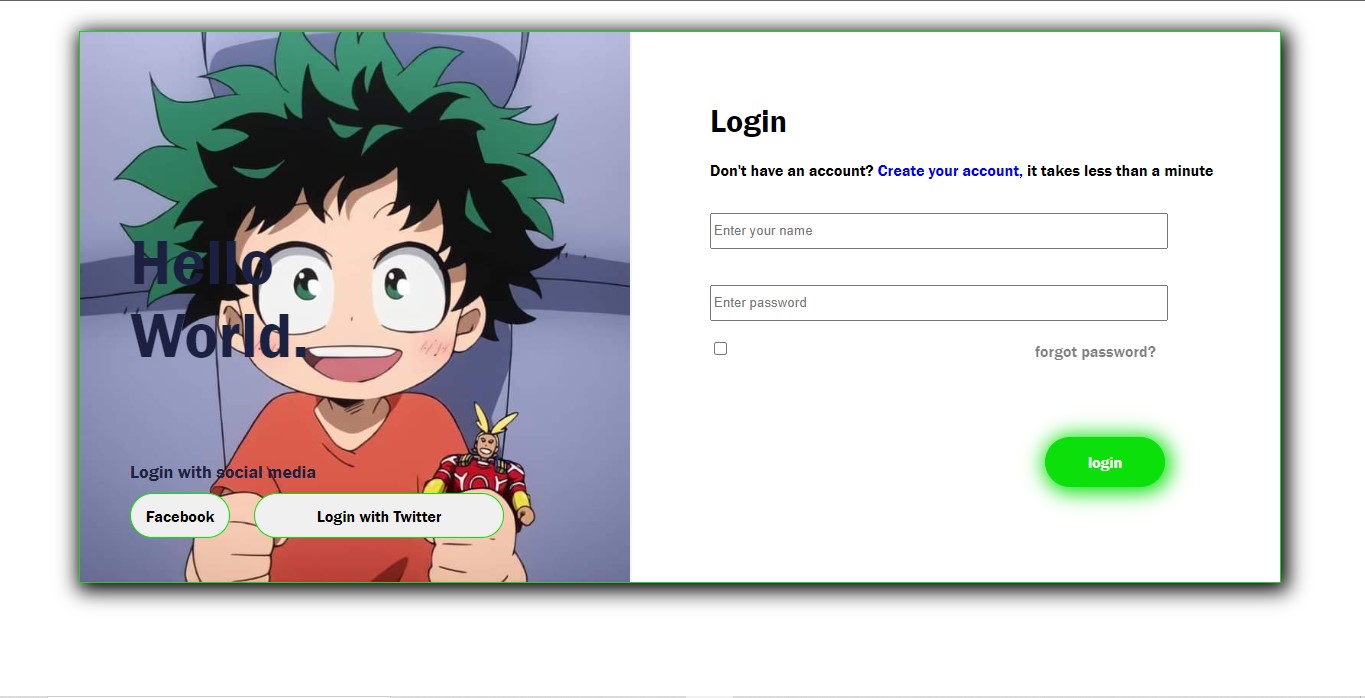 Hello
World.
Login with social media
Facebook
Login with Twitter
Login
Don't have an account? Create your account, it takes less than a minute
Enter your name
Enter password
forgot password?
login